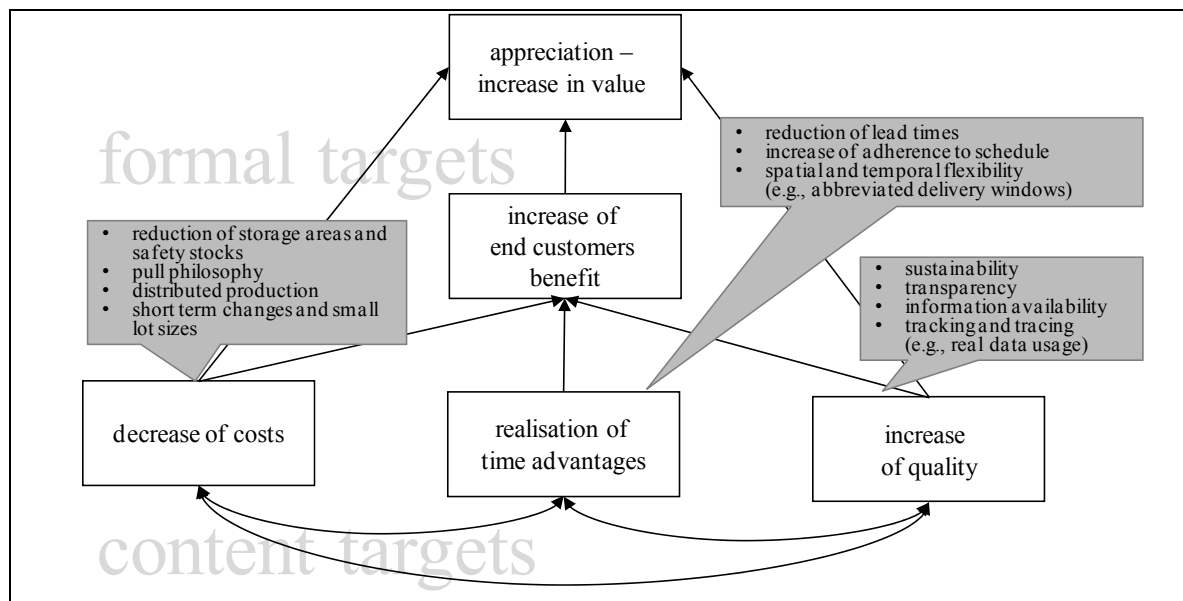 appreciation –
increase in value
formal targets
• reduction of lead times
• increase of adherence to schedule
• spatial and temporal flexibility
(e.g., abbreviated delivery windows)
increase of
end customers
benefit
• reduction of storage areas and
safety stocks
• pull philosophy
• distributed production
• short term changes and small
lot sizes
• sustainability
• transparency
• information availability
• tracking and tracing
(e.g., real data usage)
decrease of costs
realisation of
time advantages
increase
of quality
content targets